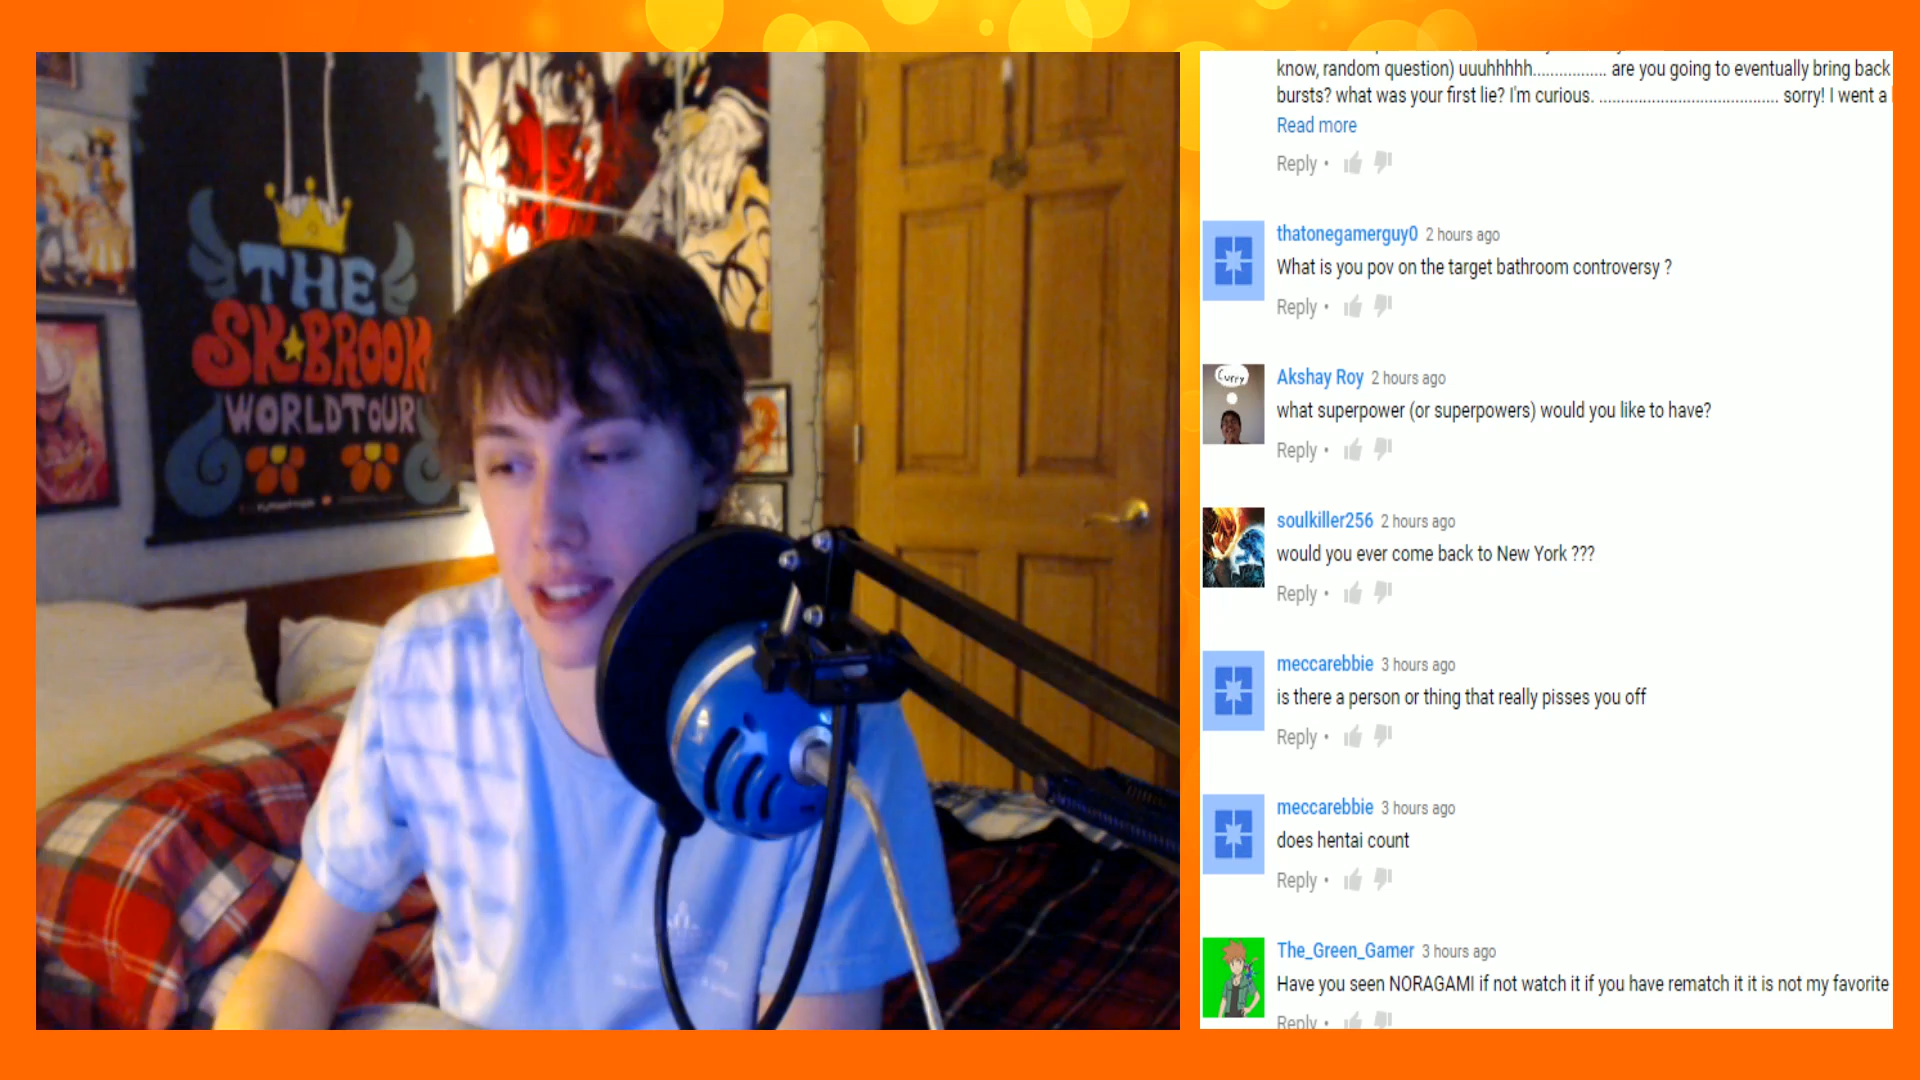 THE
SK★BROOK
WORLD TOUR
know, random question) uuuhhhhh................. are you going to eventually bring back
bursts? what was your first lie? I'm curious. ......................................... sorry! I went a
Read more
Reply •
thatonegamerguy0 2 hours ago
What is you pov on the target bathroom controversy ?
Reply •
Curry
Akshay Roy 2 hours ago
what superpower (or superpowers) would you like to have?
Reply •
soulkiller256 2 hours ago
would you ever come back to New York ???
Reply •
meccarebbie 3 hours ago
is there a person or thing that really pisses you off
Reply •
meccarebbie 3 hours ago
does hentai count
Reply •
The_Green_Gamer 3 hours ago
Have you seen NORAGAMI if not watch it if you have rematch it it is not my favorite
Reply •